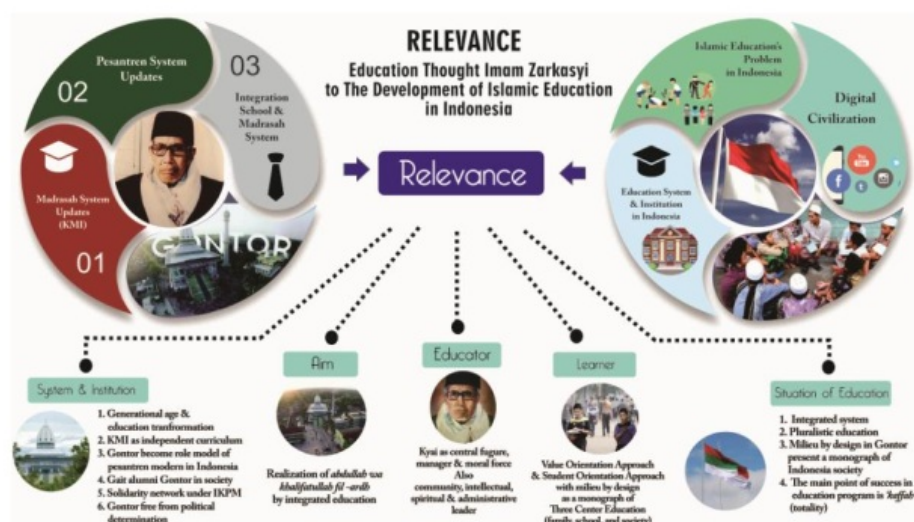 RELEVANCE
Education Thought Imam Zarkasyi
to The Development of Islamic Education
in Indonesia
Pesantren System
Updates
02
03
Integration
School &
Madrasah
System
Madrasah System
Updates
(KMI)
01
GONTOR
Relevance
Islamic Education's
Problem
in Indonesia
Digital
Civilization
Education System
& Institution
in Indonesia
System & Institution
1. Generational age &
education tranformation
2. KMI as independent curriculum
3. Gontor become role model of
pesantren modern in Indonesia
4. Gait alumni Gontor in society
5. Solidarity network under IKPM
6. Gontor free from political
determination
Aim
Realization of abdullah wa
khalifatullah fil -ardh
by integrated education
Educator
Kyai as central fugure,
manager & moral force
Also
community, intellectual,
spiritual & administrative
leader
Learner
Value Orientation Approach
& Student Orientation Approach
with milieu by design
as a monograph of
Three Center Education
(family, school, and society)
Situation of Education
1. Integrated system
2. Pluralistic education
3. Milieu by design in Gontor
present a monograph of
Indonesia society
4. The main point of success in
education program is 'kaffah'
(totality)